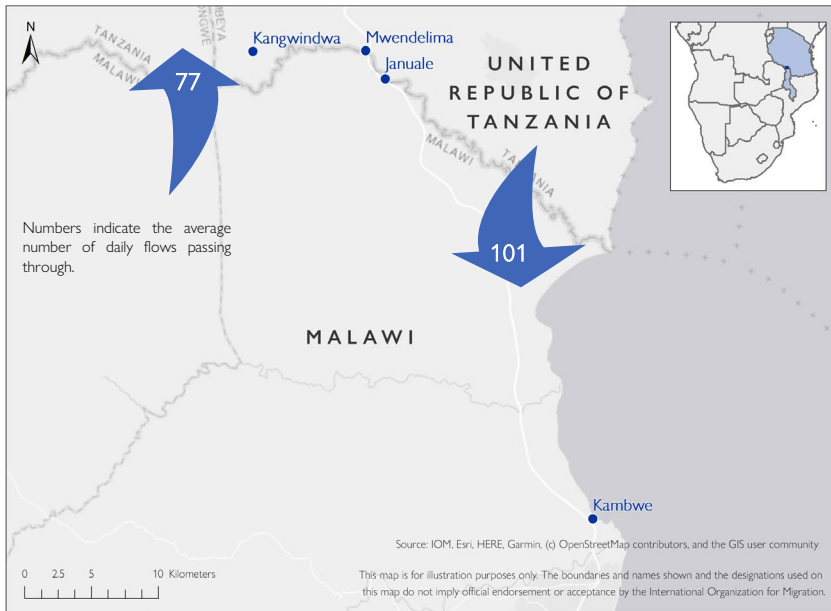 N
TANZANIA
MALAWI
MBEYA
ONGWE
77
Kangwindwa
Mwendelima
Januale
UNITED
REPUBLIC OF
TANZANIA
MALAWI
TANZANIA
101
Numbers indicate the average
number of daily flows passing
through.
MALAWI
Kambwe
Source: IOM, Esri, HERE, Garmin, (c) OpenStreetMap contributors, and the GIS user community
0 2.5 5 10 Kilometers
This map is for illustration purposes only. The boundaries and names shown and the designations used on
this map do not imply official endorsement or acceptance by the International Organization for Migration.